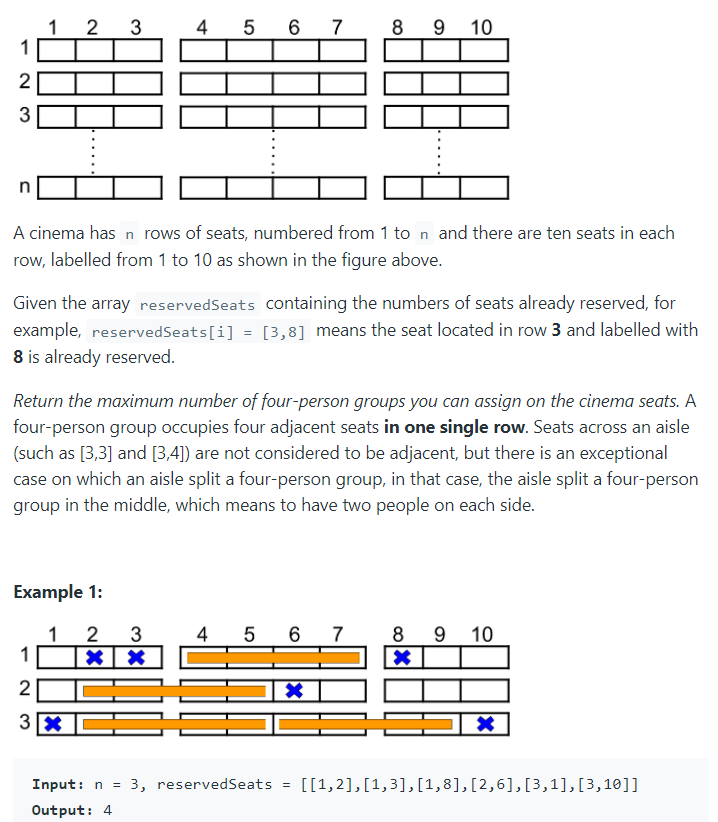 1 2 3 4 5 6 7 8 9 10
1
2
3
n
A cinema has n rows of seats, numbered from 1 to n and there are ten seats in each
row, labelled from 1 to 10 as shown in the figure above.
Given the array reservedSeats containing the numbers of seats already reserved, for
example, reservedSeats[i] = [3,8] means the seat located in row 3 and labelled with
8 is already reserved.
Return the maximum number of four-person groups you can assign on the cinema seats. A
four-person group occupies four adjacent seats in one single row. Seats across an aisle
(such as [3,3] and [3,4]) are not considered to be adjacent, but there is an exceptional
case on which an aisle split a four-person group, in that case, the aisle split a four-person
group in the middle, which means to have two people on each side.
Example 1:
1 2 3 4 5 6 7 8 9 10
1
2
3
Input: n = 3, reservedSeats = [[1,2],[1,3],[1,8],[2,6],[3,1],[3,10]]
Output: 4